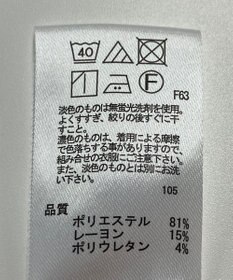 40
F
F63
淡色のものは無蛍光洗剤を使用。
よくすすぎ、絞りの後すぐに干
すこと。
濃色のものは、着用による摩擦
で色落ちする事がありますので、
組み合せの衣服にご注意下さい。
また、淡色のものと別にお洗い
下さい。
105
品質
ポリエステル 81%
レーヨン 15%
ポリウレタン 4%